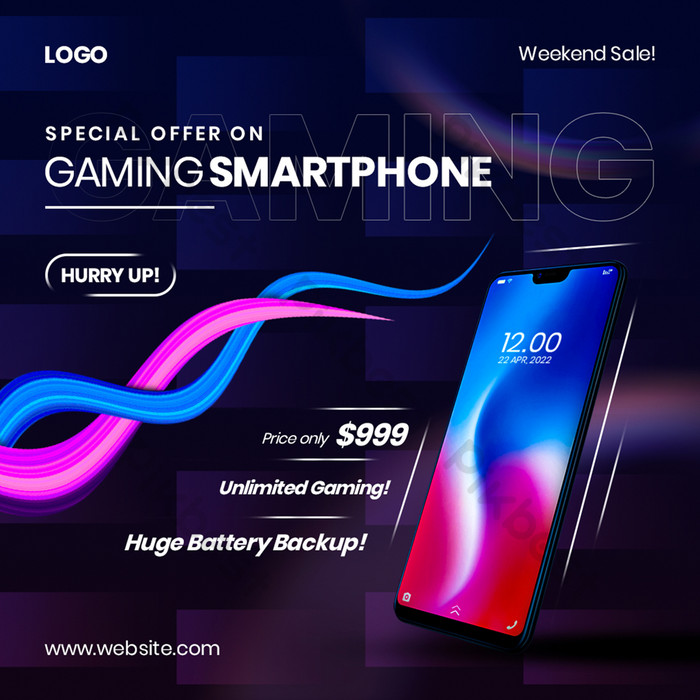 LOGO
Weekend Sale!
SPECIAL OFFER ON
GAMING
GAMING SMARTPHONE
HURRY UP!
12.00
22 APR, 2022
Price only $999
Unlimited Gaming!
Huge Battery Backup!
www.website.com